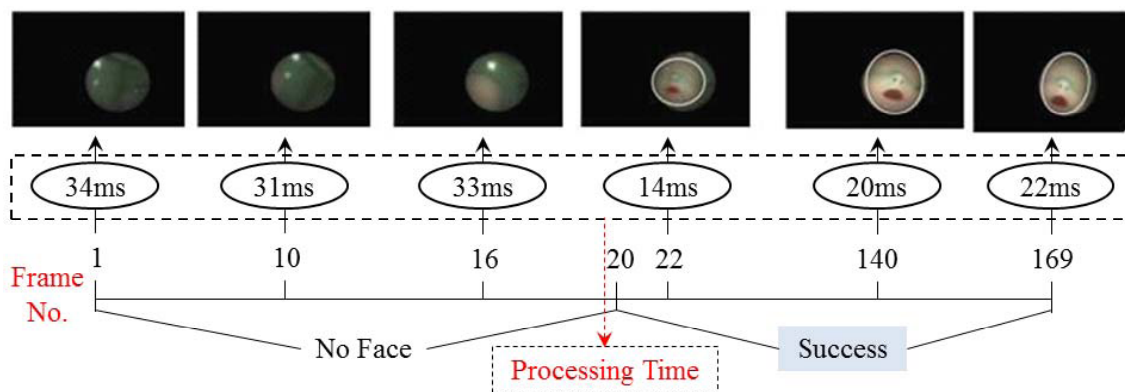 34ms 31ms 33ms 14ms 20ms 22ms
1 10 16 20 22 140 169
Frame
No.
No Face Success
Processing Time